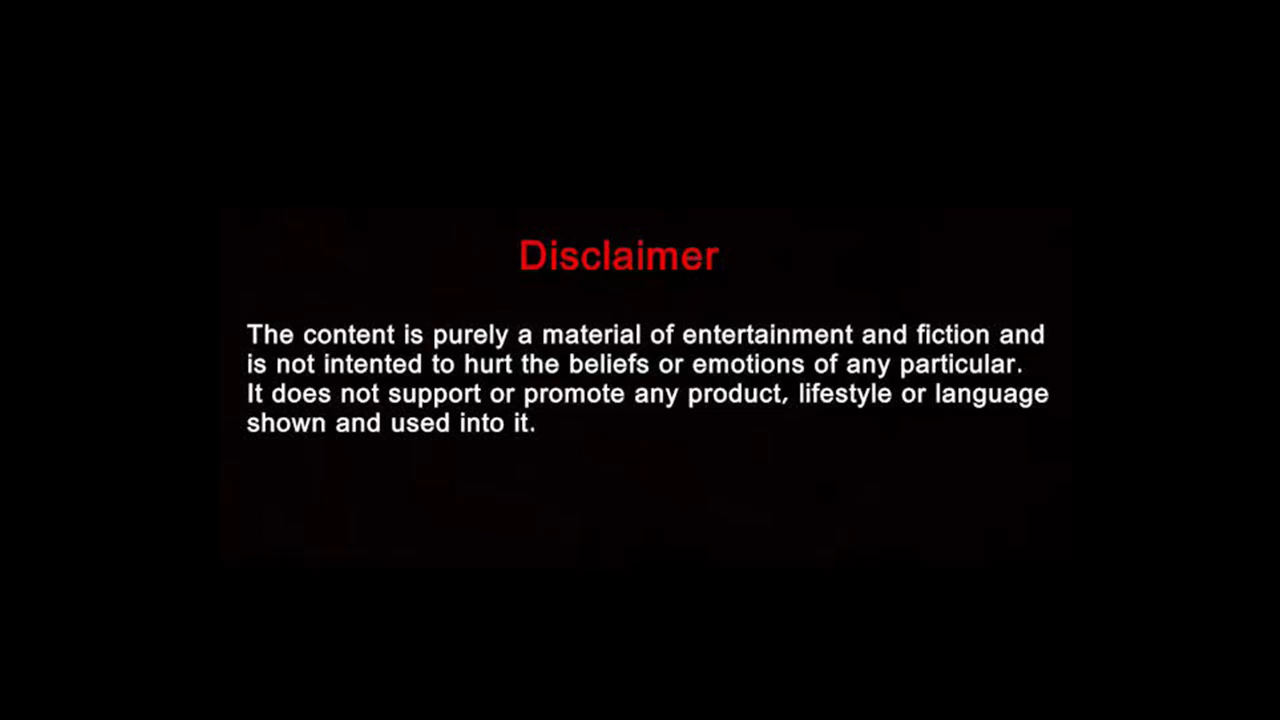 Disclaimer
The content is purely a material of entertainment and fiction and
is not intented to hurt the beliefs or emotions of any particular.
It does not support or promote any product, lifestyle or language
shown and used into it.